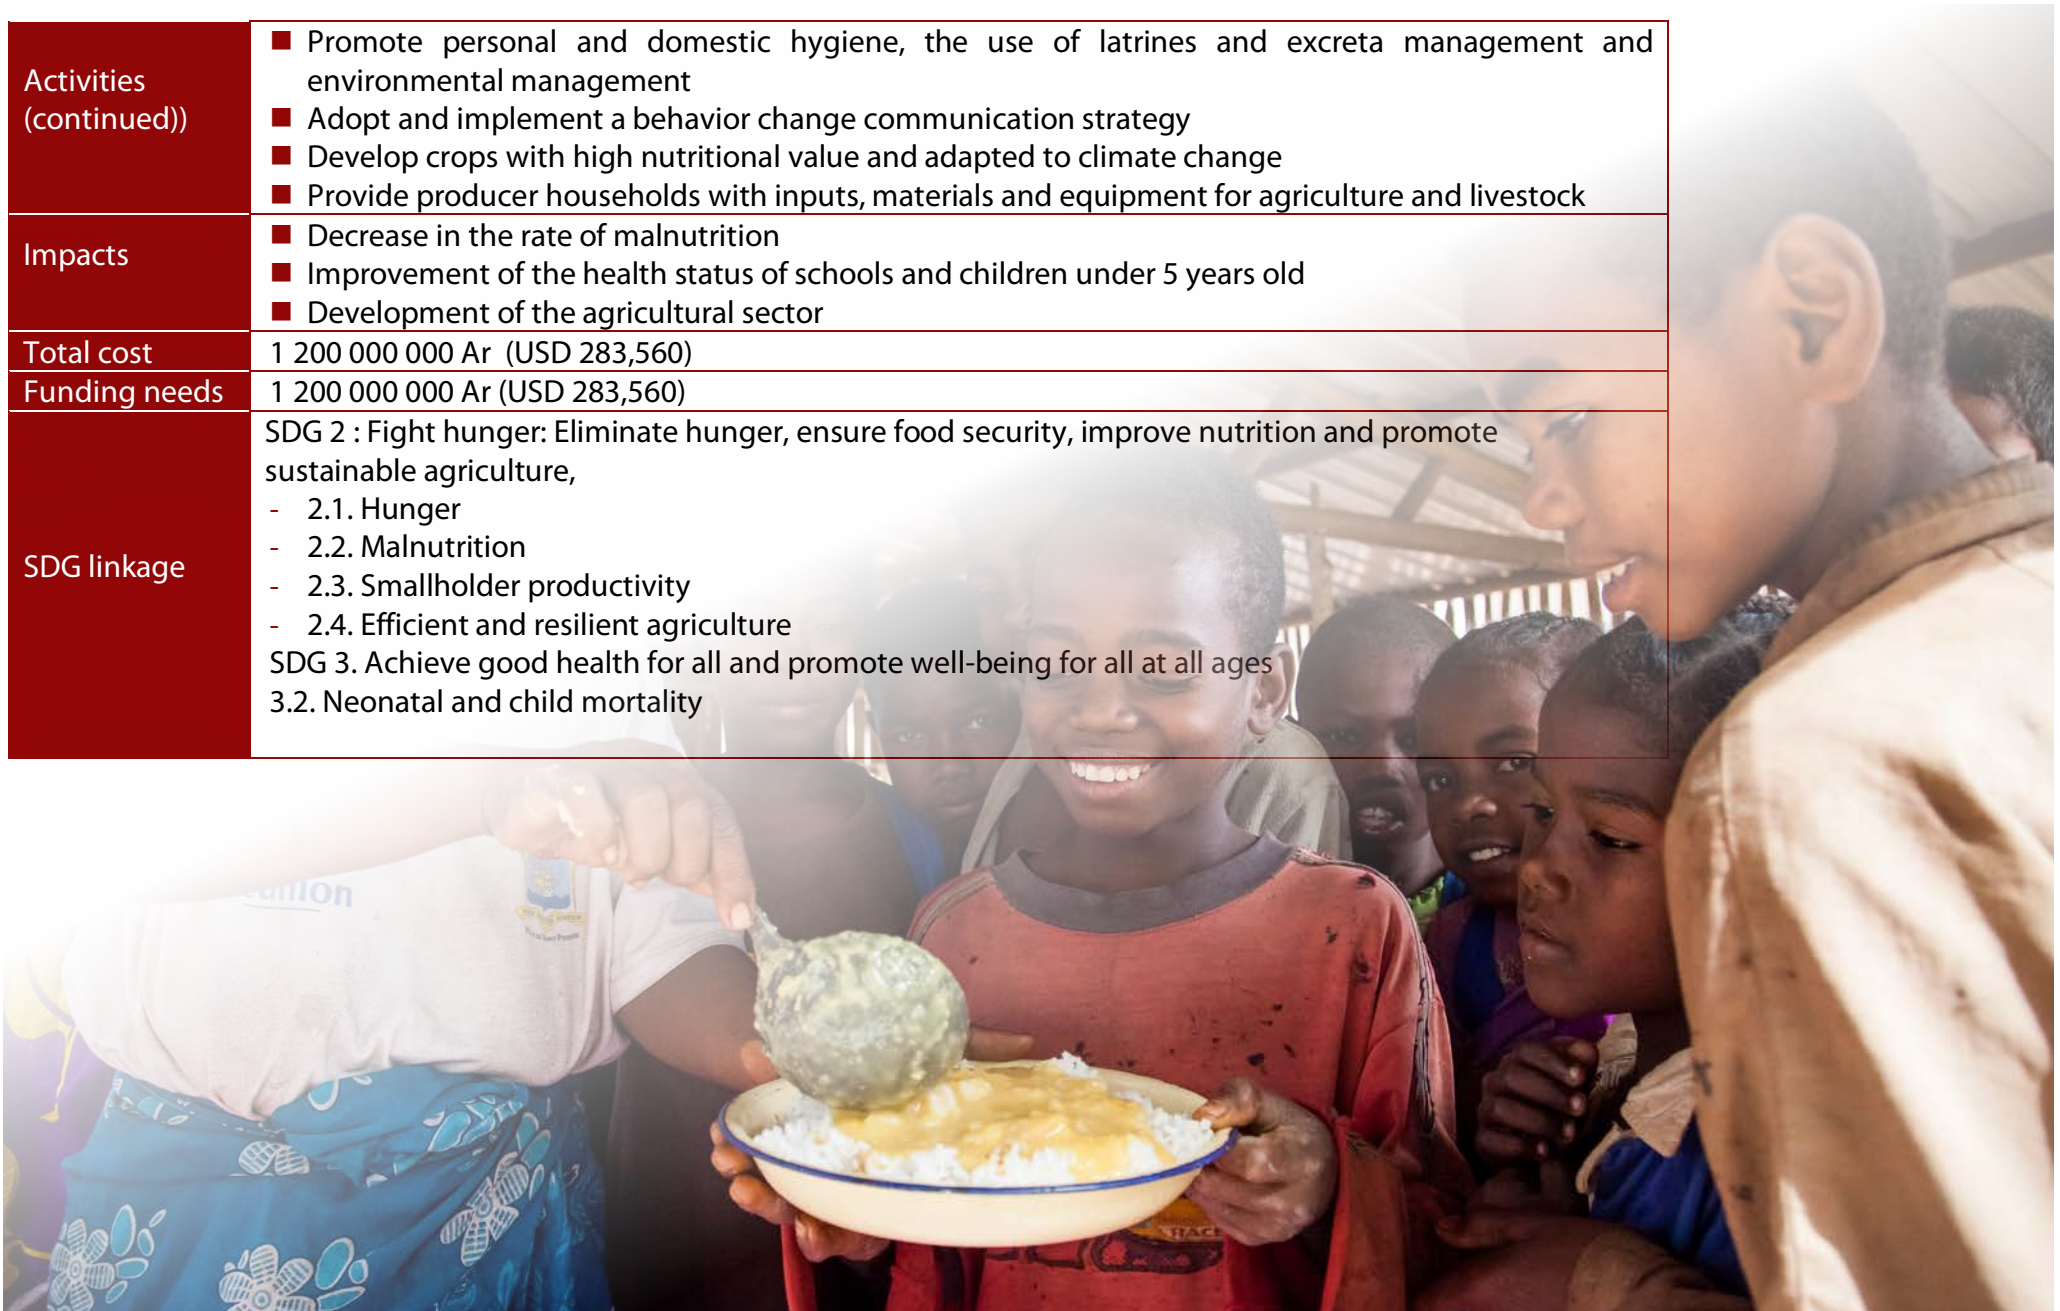 Activities
(continued))
■ Promote personal and domestic hygiene, the use of latrines and excreta management and
environmental management
■ Adopt and implement a behavior change communication strategy
■ Develop crops with high nutritional value and adapted to climate change
■ Provide producer households with inputs, materials and equipment for agriculture and livestock
Impacts
■ Decrease in the rate of malnutrition
■ Improvement of the health status of schools and children under 5 years old
■ Development of the agricultural sector
Total cost
1 200 000 000 Ar (USD 283,560)
Funding needs
1 200 000 000 Ar (USD 283,560)
SDG linkage
SDG 2 : Fight hunger: Eliminate hunger, ensure food security, improve nutrition and promote
sustainable agriculture,
- 2.1. Hunger
- 2.2. Malnutrition
- 2.3. Smallholder productivity
- 2.4. Efficient and resilient agriculture
SDG 3. Achieve good health for all and promote well-being for all at all ages
3.2. Neonatal and child mortality